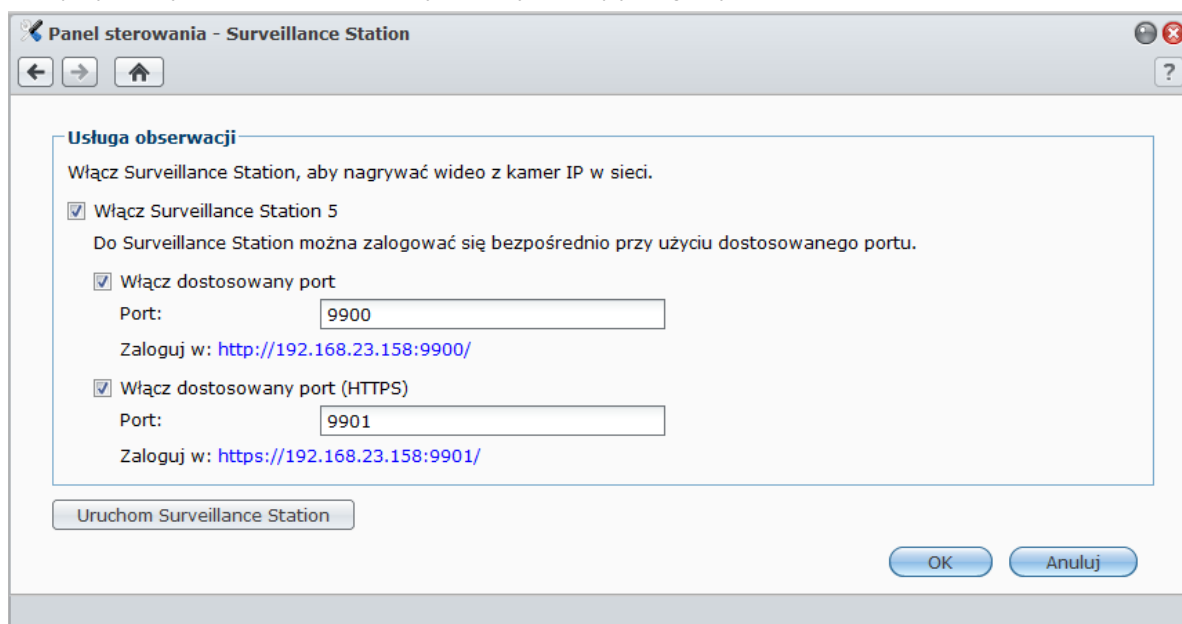 Panel sterowania - Surveillance Station
?
Usługa obserwacji
Włącz Surveillance Station, aby nagrywać wideo z kamer IP w sieci.
Włącz Surveillance Station 5
Do Surveillance Station można zalogować się bezpośrednio przy użyciu dostosowanego portu.
Włącz dostosowany port
Port: 9900
Zaloguj w: http://192.168.23.158:9900/
Włącz dostosowany port (HTTPS)
Port: 9901
Zaloguj w: https://192.168.23.158:9901/
Uruchom Surveillance Station
OK Anuluj